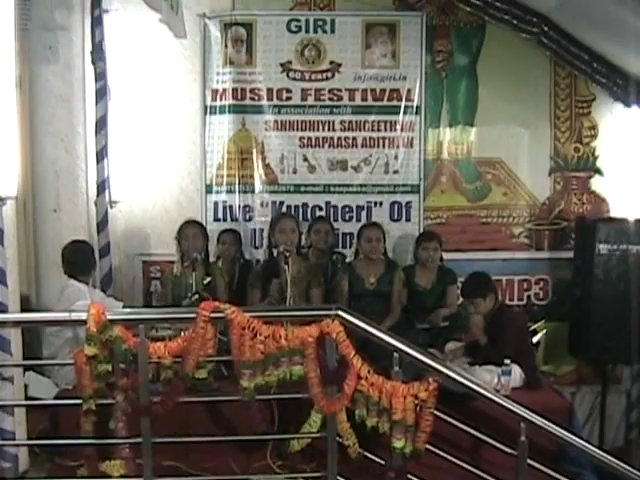 GIRI
60 Years
info@giri.in
MUSIC FESTIVAL
in association with
SANNIDHIYIL SANGEETHAM
SAAPAASA ADITHYAN
e-mail : saapaasa@gmail.com
Live "Kutcheri" Of
MP3